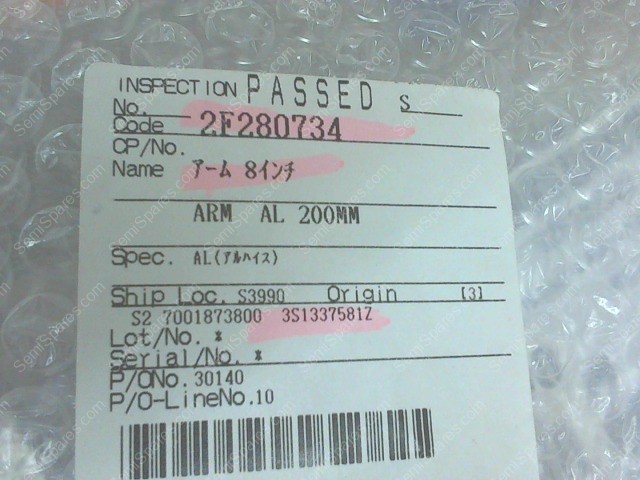 INSPECTION PASSED S
No.
Code 2F280734
CP/No.
Name ｱｰﾑ 8ｲﾝﾁ
ARM AL 200MM
Spec. AL(ｱﾙﾊｲｽ)
Ship Loc. S3990 Origin [3]
S2 7001873800 3S1337581Z
Lot/No. *
Serial/No. *
P/ONo. 30140
P/O-LineNo. 10
SemiSpares.com